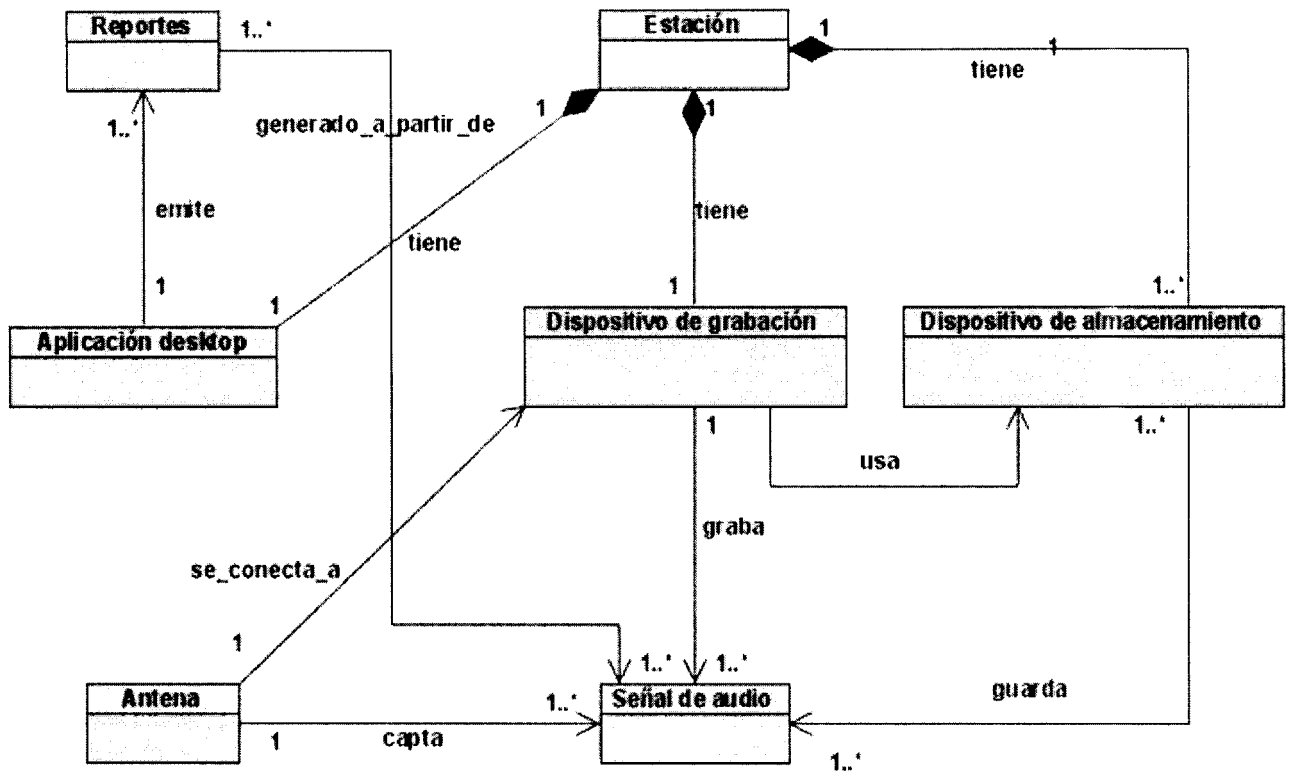 Reportes
1..*
Estación
1
1
tiene
1
1
1..*
generado_a_partir_de
emite
tiene
tiene
1
1
1
1..*
Aplicación desktop
Dispositivo de grabación
Dispositivo de almacenamiento
1
1..*
usa
graba
se_conecta_a
1
1..*
1..*
guarda
Antena
1..*
Señal de audio
1
capta
1..*